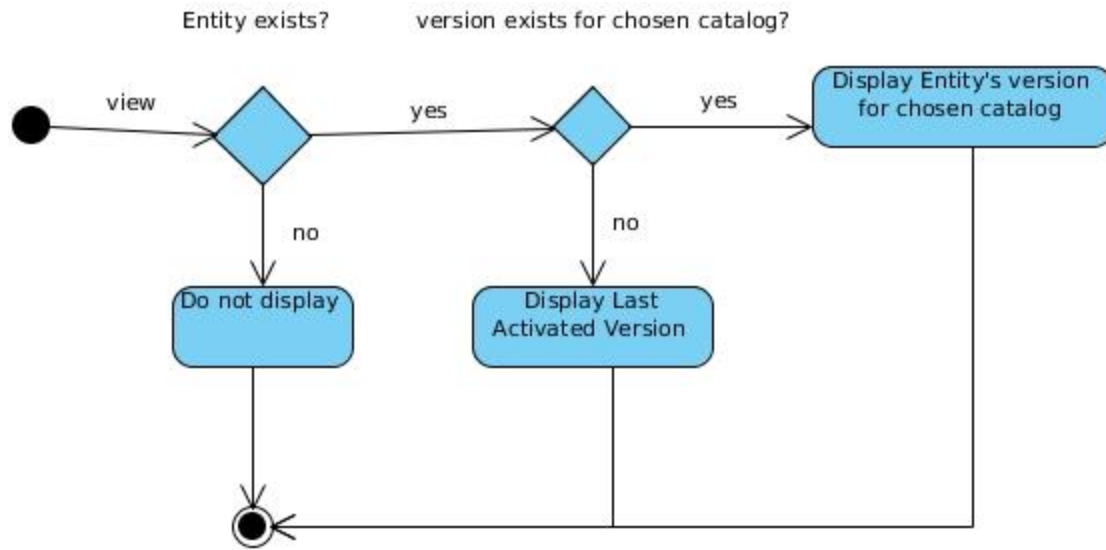 Entity exists?
version exists for chosen catalog?
view
yes
yes
Display Entity's version
for chosen catalog
no
no
Do not display
Display Last
Activated Version